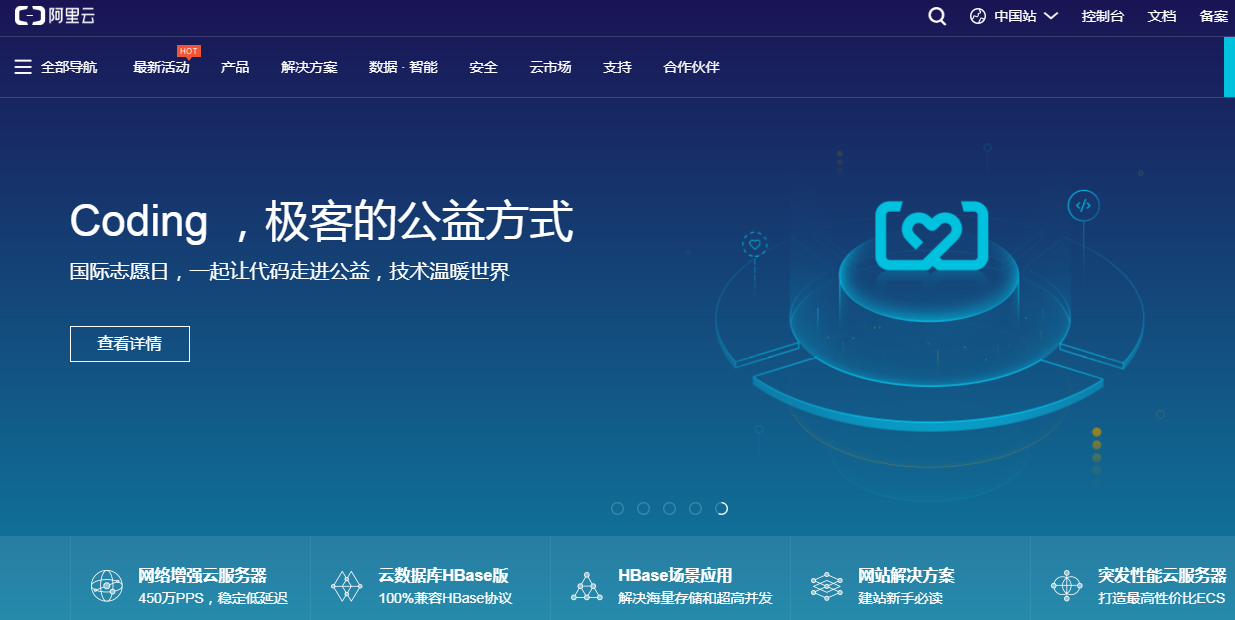 阿里云
中国站
控制台
文档
备案
全部导航
最新活动
HOT
产品
解决方案
数据 · 智能
安全
云市场
支持
合作伙伴
Coding ，极客的公益方式
国际志愿日，一起让代码走进公益，技术温暖世界
查看详情
网络增强云服务器
450万PPS，稳定低延迟
云数据库HBase版
100%兼容HBase协议
HBase场景应用
解决海量存储和超高并发
网站解决方案
建站新手必读
突发性能云服务器
打造最高性价比ECS